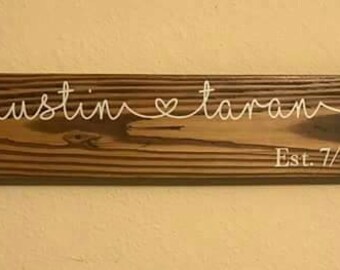 ustin ♡ taran
Est. 7/